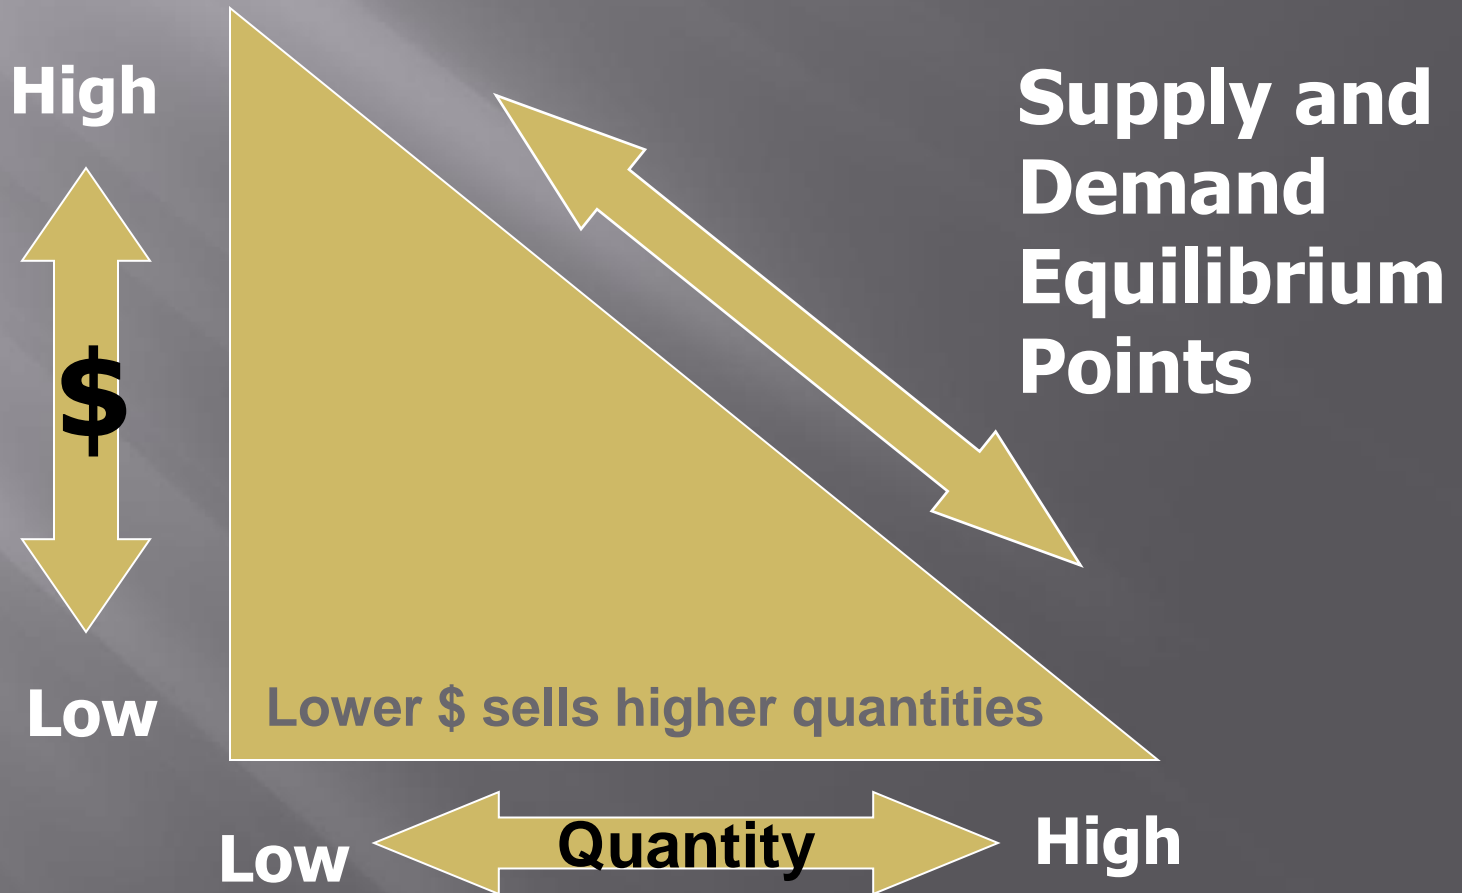 High
Supply and
Demand
Equilibrium
Points
$
Low
Lower $ sells higher quantities
Low
Quantity
High